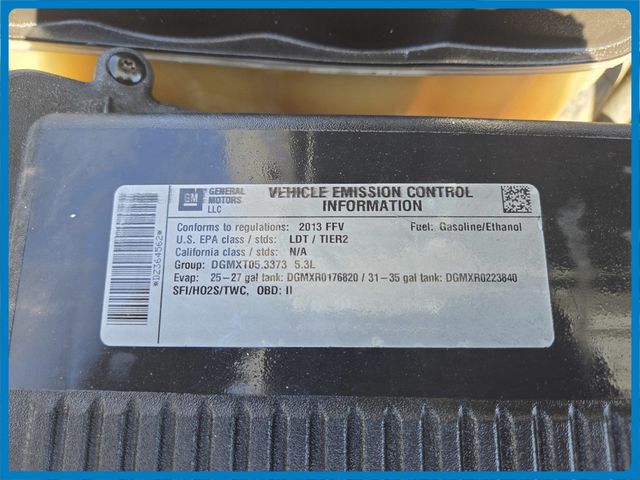 GM
GENERAL
MOTORS
LLC
VEHICLE EMISSION CONTROL
INFORMATION
Conforms to regulations: 2013 FFV Fuel: Gasoline/Ethanol
U.S. EPA class / stds: LDT / TIER2
California class / stds: N/A
Group: DGMXT05.3373 5.3L
Evap: 25-27 gal tank: DGMXR0176820 / 31-35 gal tank: DGMXR0223840
SFI/HO2S/TWC, OBD: II
*DZ364562*